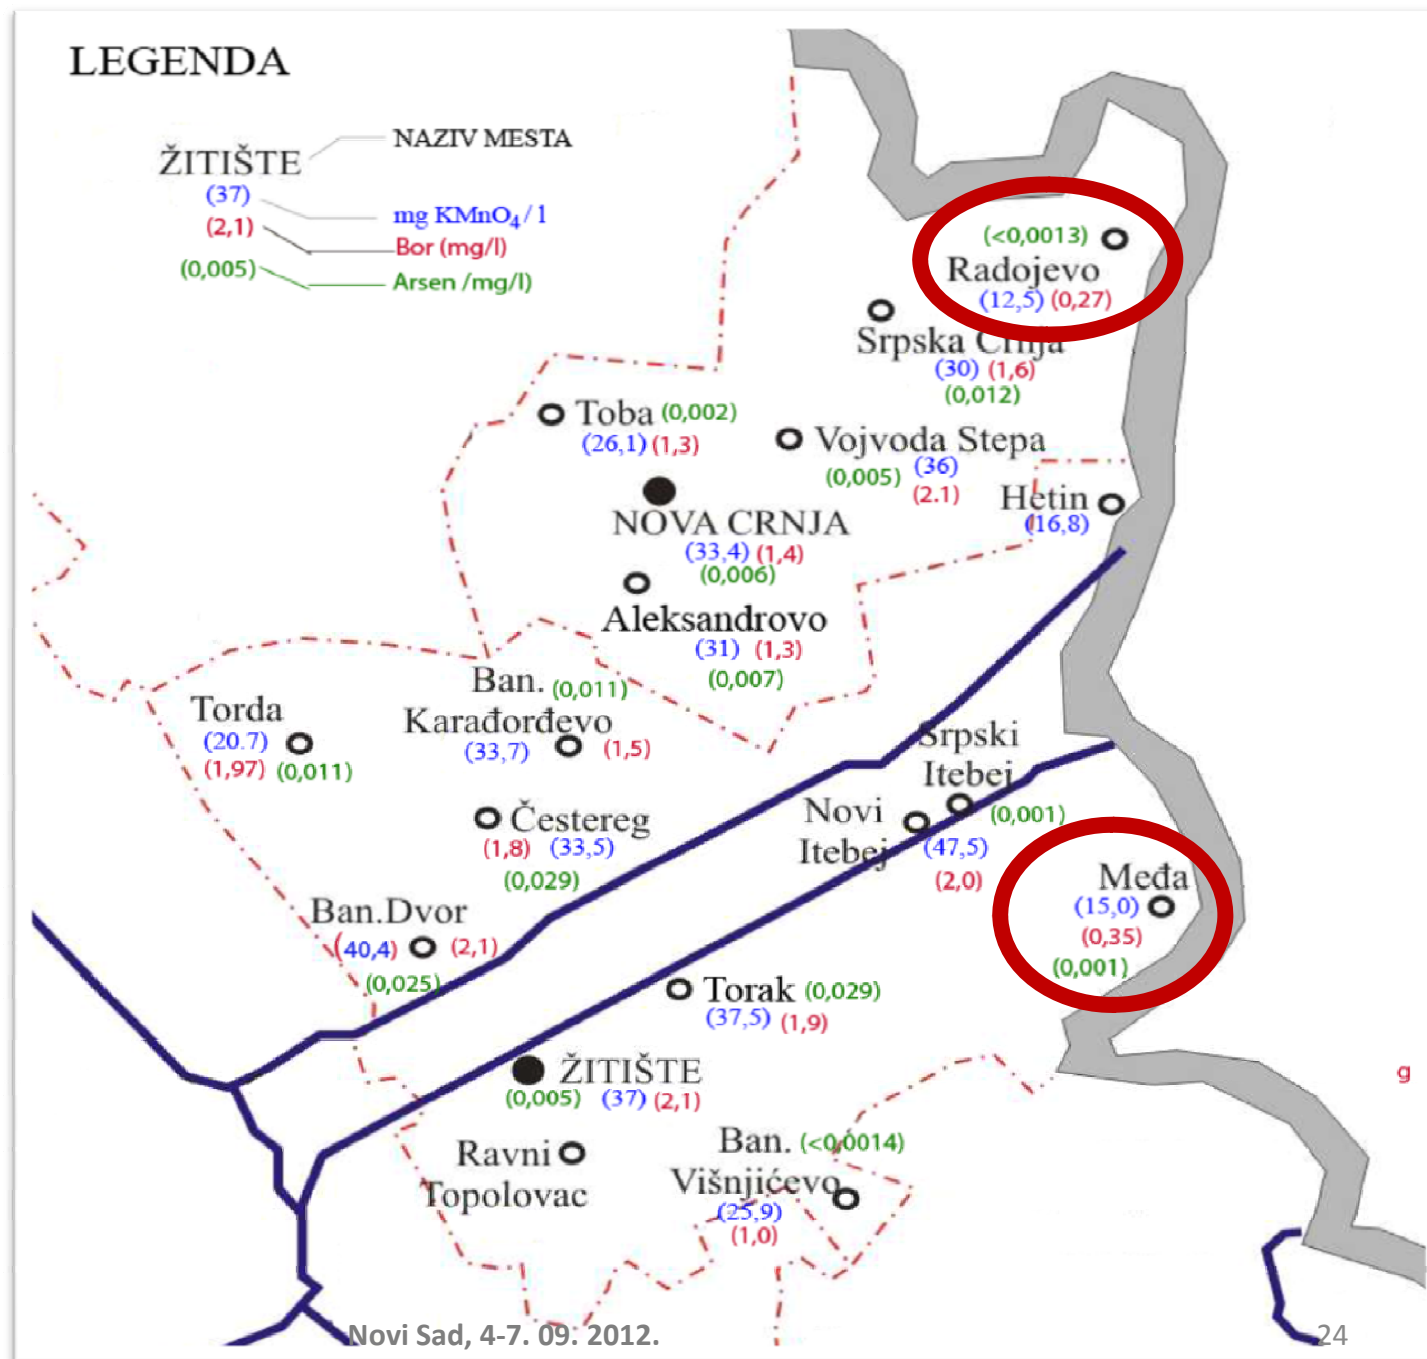 LEGENDA
NAZIV MESTA
ŽITIŠTE
(37)
mg KMnO₄/ l
(2,1)
Bor (mg/l)
(0,005)
Arsen /mg/l)
(<0,0013)
Radojevo
(12,5) (0,27)
Srpska Crnja
(30) (1,6)
(0,012)
Toba (0,002)
(26,1) (1,3)
Vojvoda Stepa
(0,005) (36)
(2.1)
Hetin
(16,8)
NOVA CRNJA
(33,4) (1,4)
(0,006)
Aleksandrovo
(31) (1,3)
(0,007)
Ban. (0,011)
Karađorđevo
(33,7) (1,5)
Torda
(20.7)
(1,97) (0,011)
Srpski
Itebej
(0,001)
Novi
Itebej
(47,5)
(2,0)
Čestereg
(1,8) (33,5)
(0,029)
Međa
(15,0)
(0,35)
(0,001)
Ban.Dvor
(40,4) (2,1)
(0,025)
Torak (0,029)
(37,5) (1,9)
ŽITIŠTE
(0,005) (37) (2,1)
g
Ravni
Topolovac
Ban. (<0,0014)
Višnjićevo
(25,9)
(1,0)
Novi Sad, 4-7. 09. 2012.
24